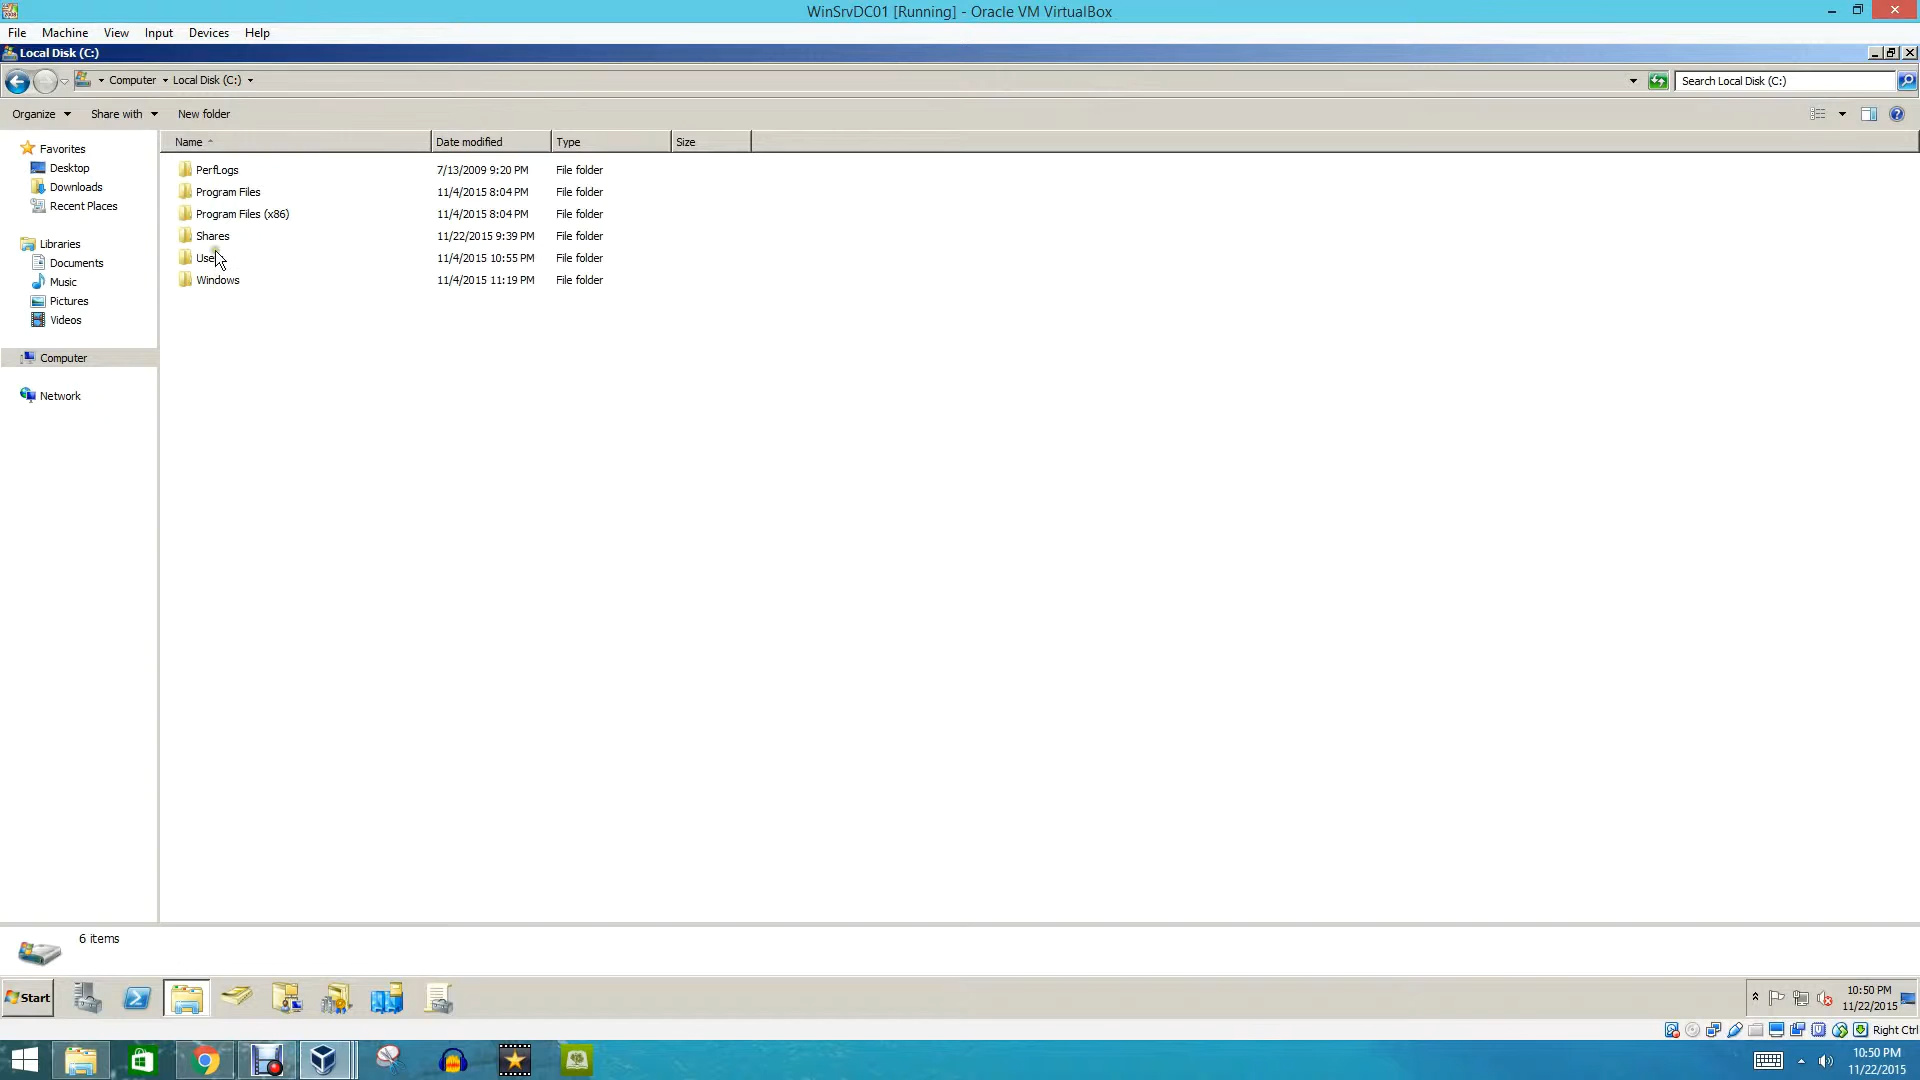 WinSrvDC01 [Running] - Oracle VM VirtualBox
File Machine View Input Devices Help
Local Disk (C:)
Computer Local Disk (C:) Search Local Disk (C:)
Organize Share with New folder
Name Date modified Type Size
Favorites
Desktop
Downloads
Recent Places
Libraries
Documents
Music
Pictures
Videos
Computer
Network
PerfLogs 7/13/2009 9:20 PM File folder
Program Files 11/4/2015 8:04 PM File folder
Program Files (x86) 11/4/2015 8:04 PM File folder
Shares 11/22/2015 9:39 PM File folder
Use 11/4/2015 10:55 PM File folder
Windows 11/4/2015 11:19 PM File folder
6 items
Start
10:50 PM
11/22/2015
Right Ctrl
10:50 PM
11/22/2015